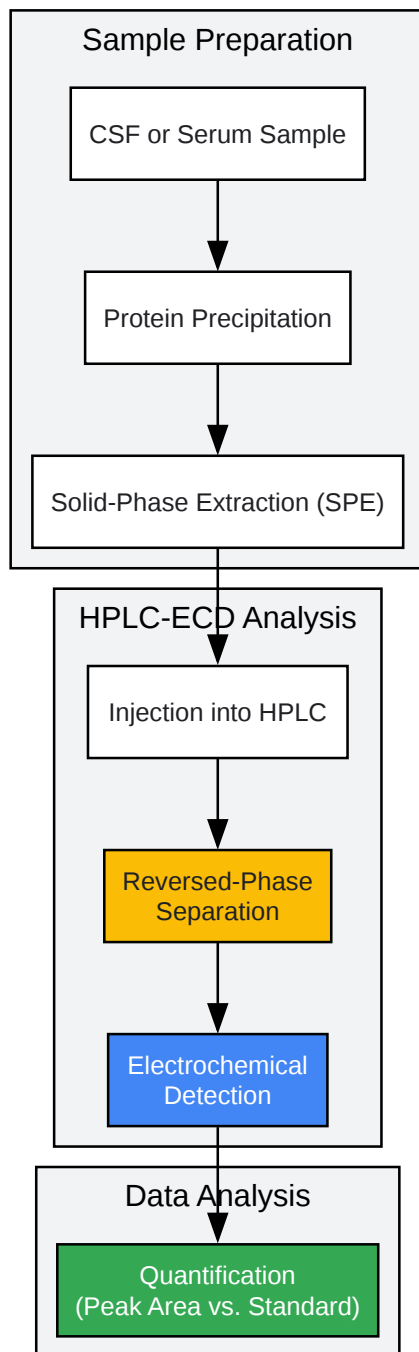 Sample Preparation
CSF or Serum Sample
Protein Precipitation
Solid-Phase Extraction (SPE)
HPLC-ECD Analysis
Injection into HPLC
Reversed-Phase
Separation
Electrochemical
Detection
Data Analysis
Quantification
(Peak Area vs. Standard)